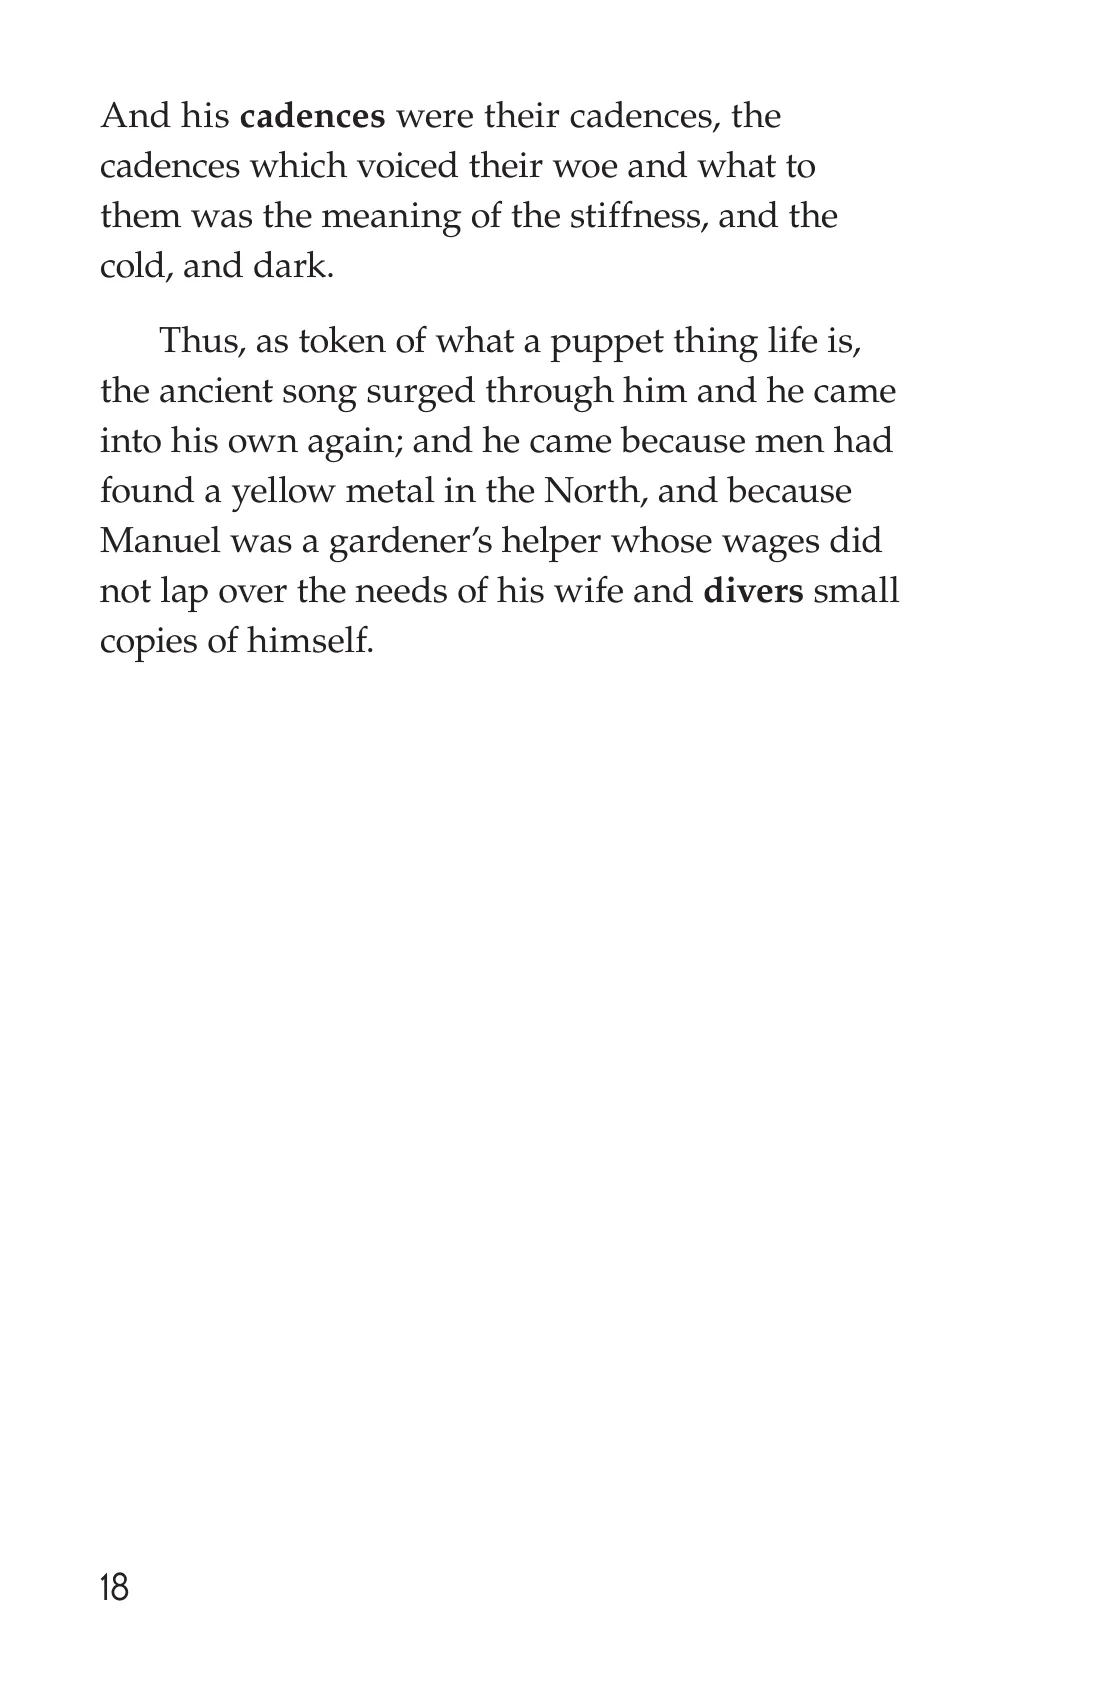 And his cadences were their cadences, the
cadences which voiced their woe and what to
them was the meaning of the stiffness, and the
cold, and dark.
Thus, as token of what a puppet thing life is,
the ancient song surged through him and he came
into his own again; and he came because men had
found a yellow metal in the North, and because
Manuel was a gardener’s helper whose wages did
not lap over the needs of his wife and divers small
copies of himself.
18